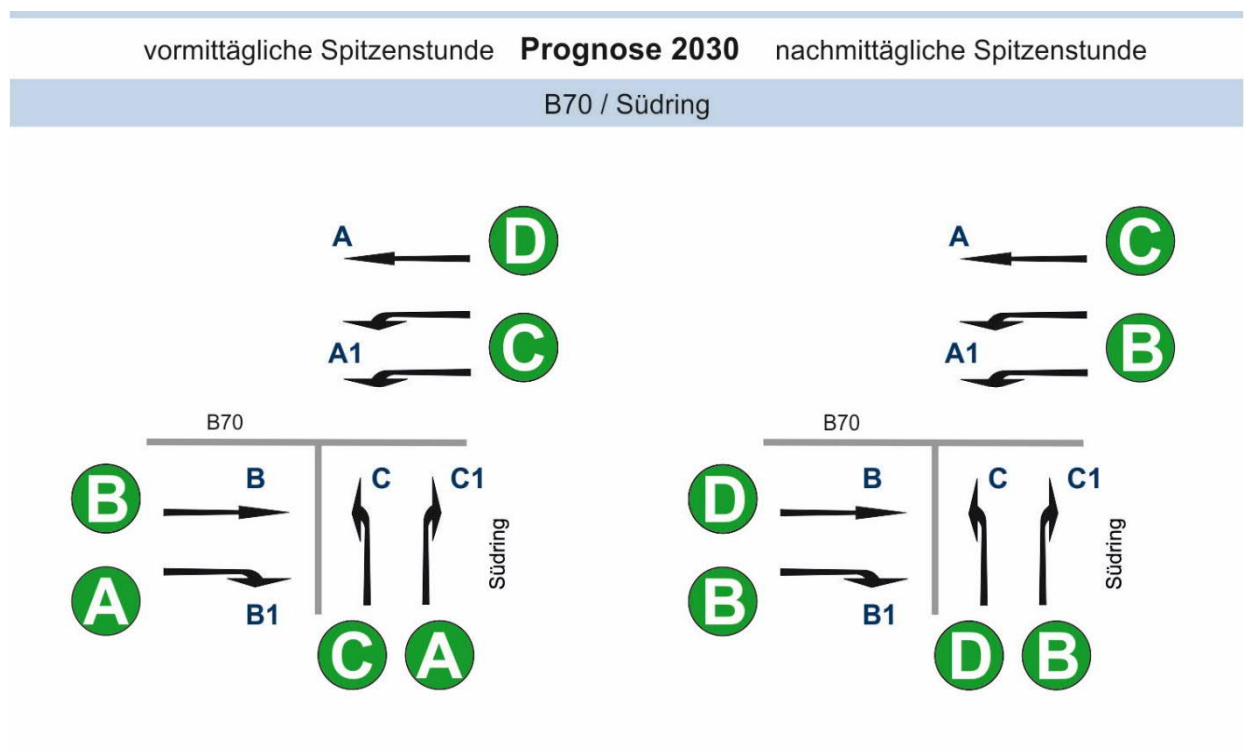 vormittägliche Spitzenstunde Prognose 2030 nachmittägliche Spitzenstunde
B70 / Südring
A D A C
A1 C A1 B
B70 B70
B B C C1 D B C C1
Südring Südring
A B1 B B1
C A D B